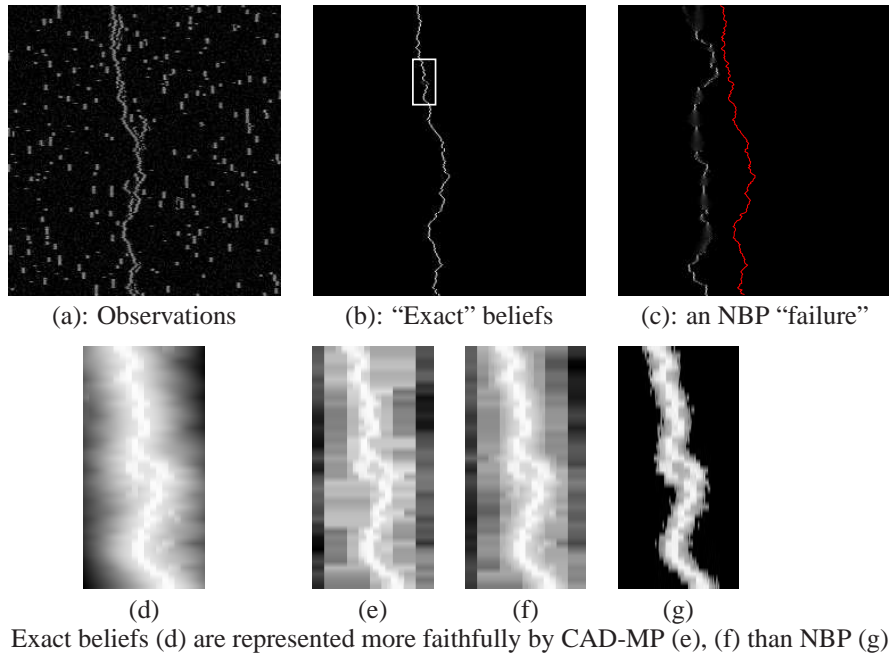 (a): Observations
(b): “Exact” beliefs
(c): an NBP “failure”
(d)
(e)
(f)
(g)
Exact beliefs (d) are represented more faithfully by CAD-MP (e), (f) than NBP (g)